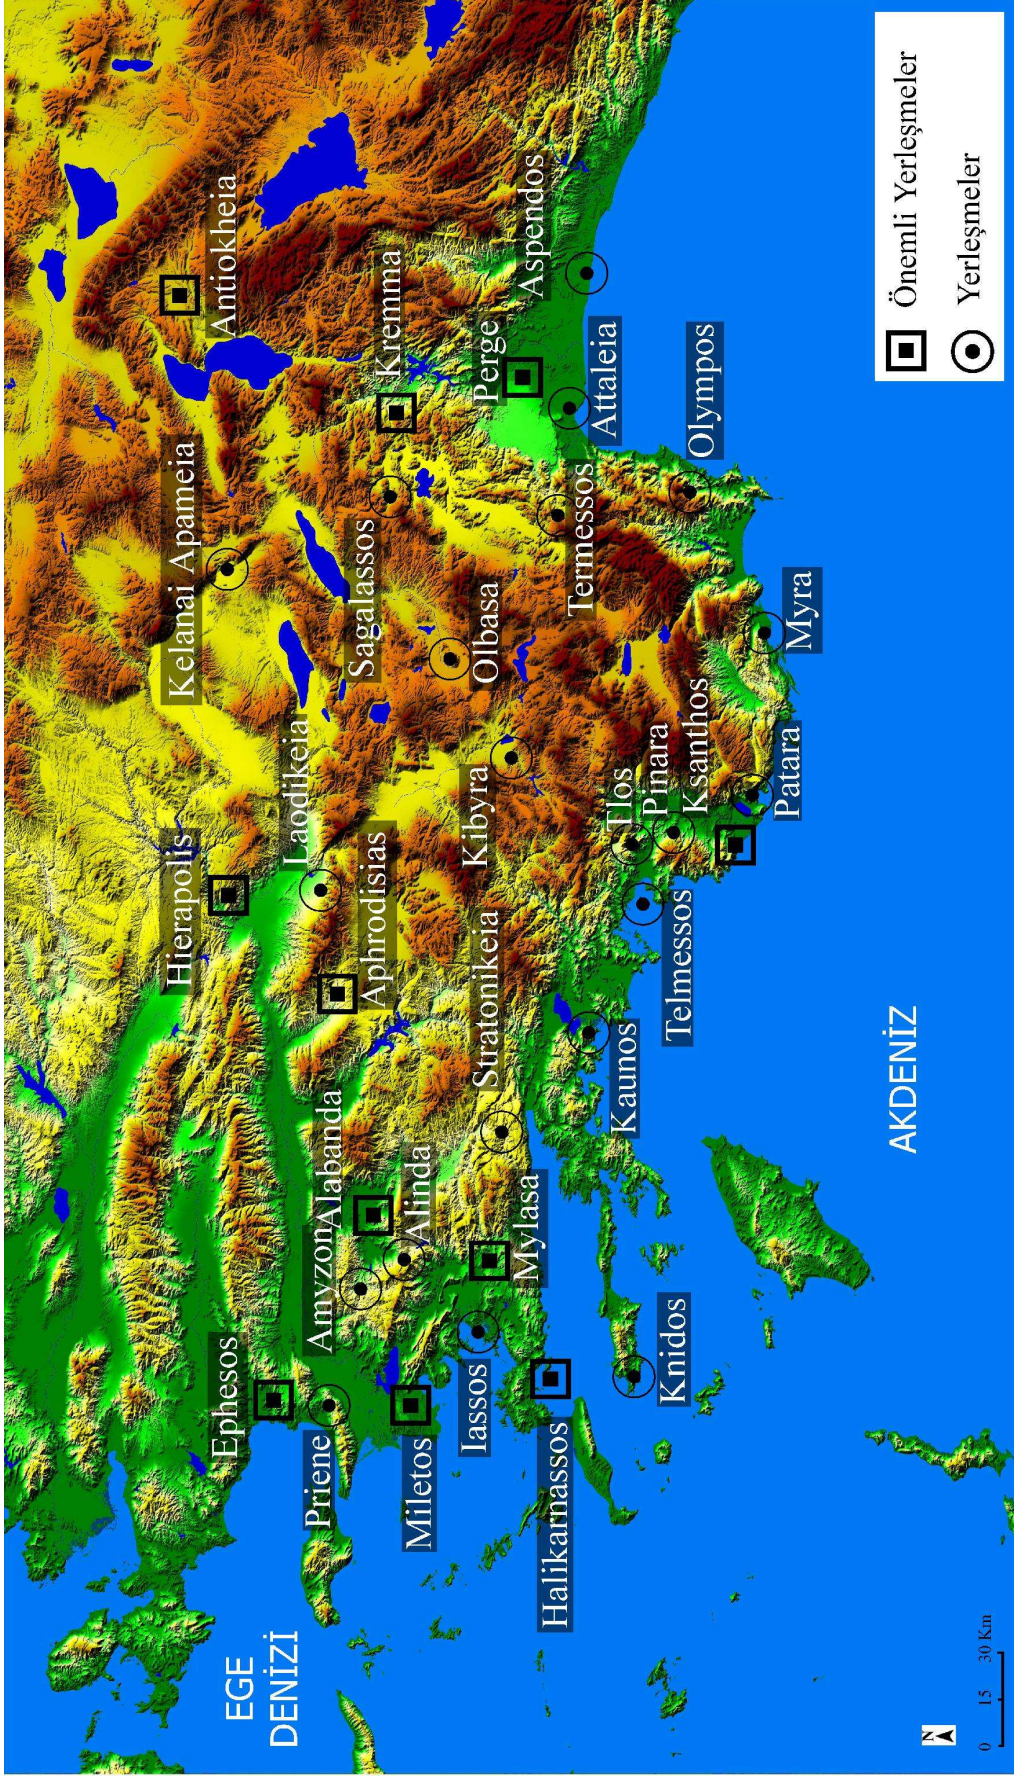 Antiokheia
Kelanai Apameia
Hierapolis
Laodikeia
Sagalassos
Kremna
Ephesos
Aphrodisias
Priene
Amyzon
Alabanda
Alinda
Olbasa
Perge
Aspendos
Miletos
Stratonikeia
Kibyra
Iassos
Mylasa
Termessos
Attaleia
Halikarnassos
Kaunos
Telmessos
Tlos
Pinara
Ksanthos
Patara
Olympos
Knidos
Myra
EGE
DENİZİ
AKDENİZ
Önemli Yerleşmeler
Yerleşmeler
N
0 15 30 Km